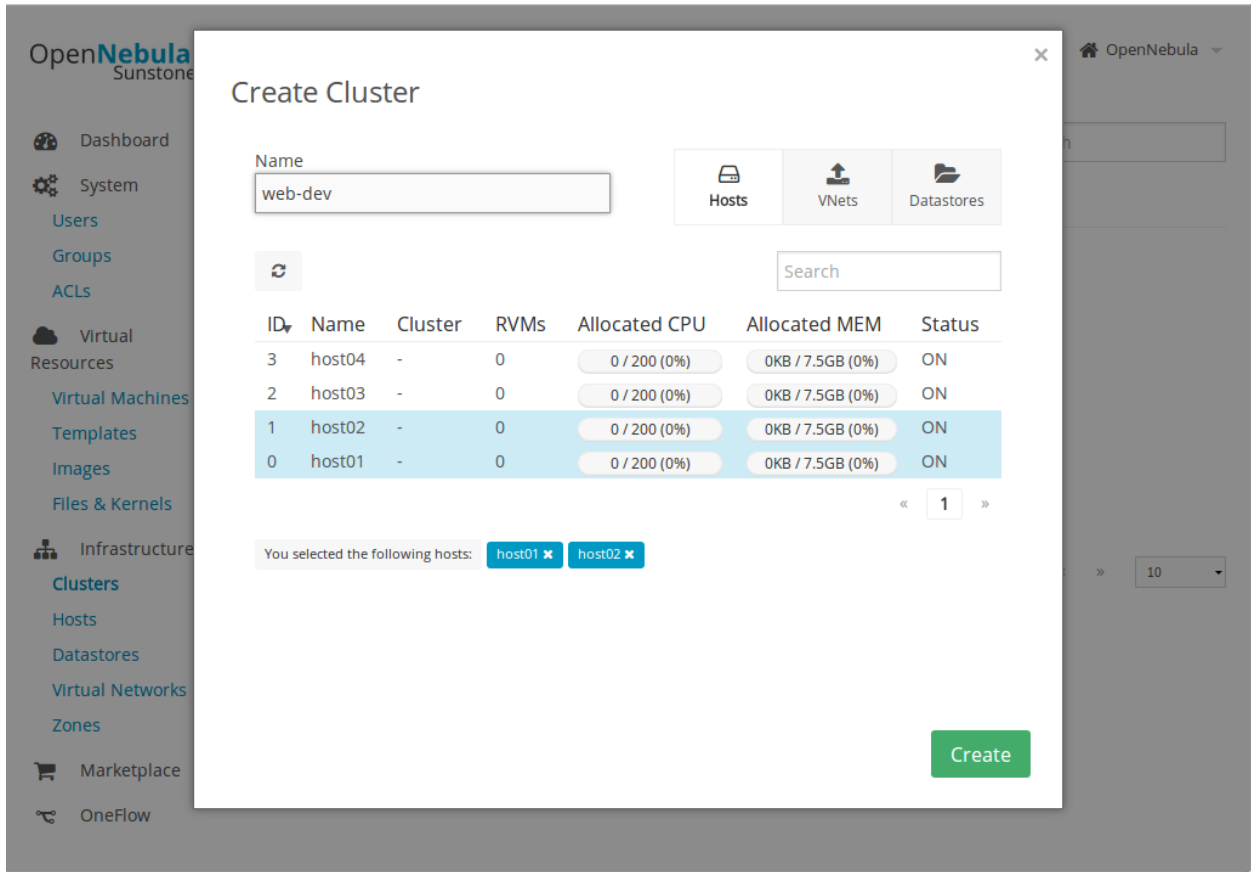 OpenNebula
Sunstone
OpenNebula
Dashboard
System
Users
Groups
ACLs
Virtual
Resources
Virtual Machines
Templates
Images
Files & Kernels
Infrastructure
Clusters
Hosts
Datastores
Virtual Networks
Zones
Marketplace
OneFlow
×
Create Cluster
Name
web-dev
Hosts VNets Datastores
Search
ID Name Cluster RVMs Allocated CPU Allocated MEM Status
3 host04 - 0 0 / 200 (0%) 0KB / 7.5GB (0%) ON
2 host03 - 0 0 / 200 (0%) 0KB / 7.5GB (0%) ON
1 host02 - 0 0 / 200 (0%) 0KB / 7.5GB (0%) ON
0 host01 - 0 0 / 200 (0%) 0KB / 7.5GB (0%) ON
« 1 »
You selected the following hosts: host01 × host02 ×
» 10
Create